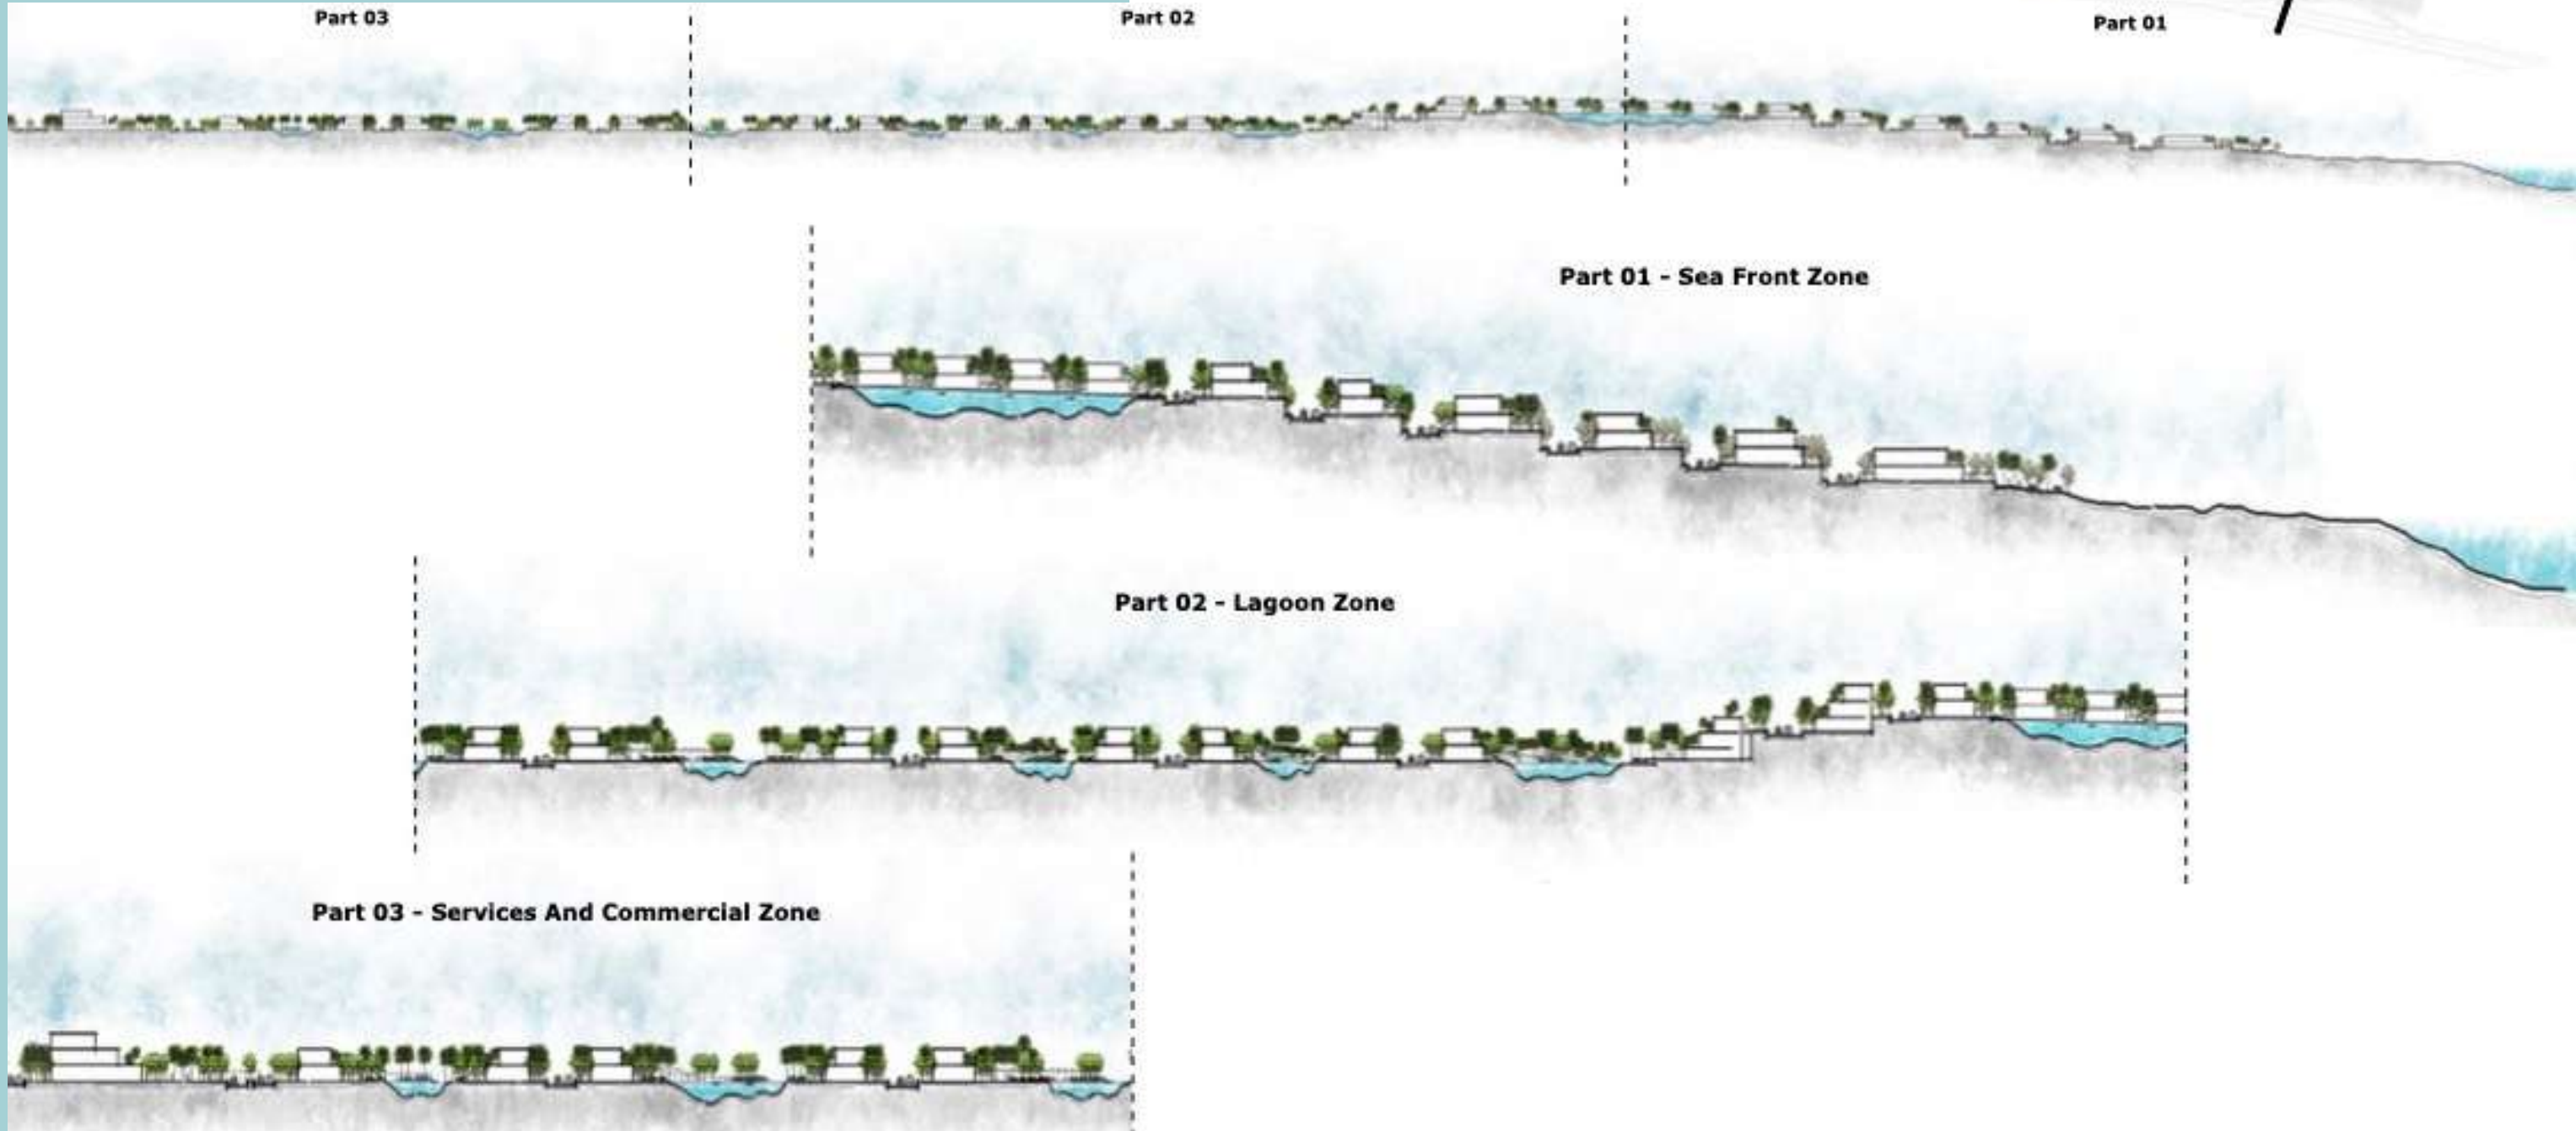 Part 03
Part 02
Part 01
Part 01 - Sea Front Zone
Part 02 - Lagoon Zone
Part 03 - Services And Commercial Zone